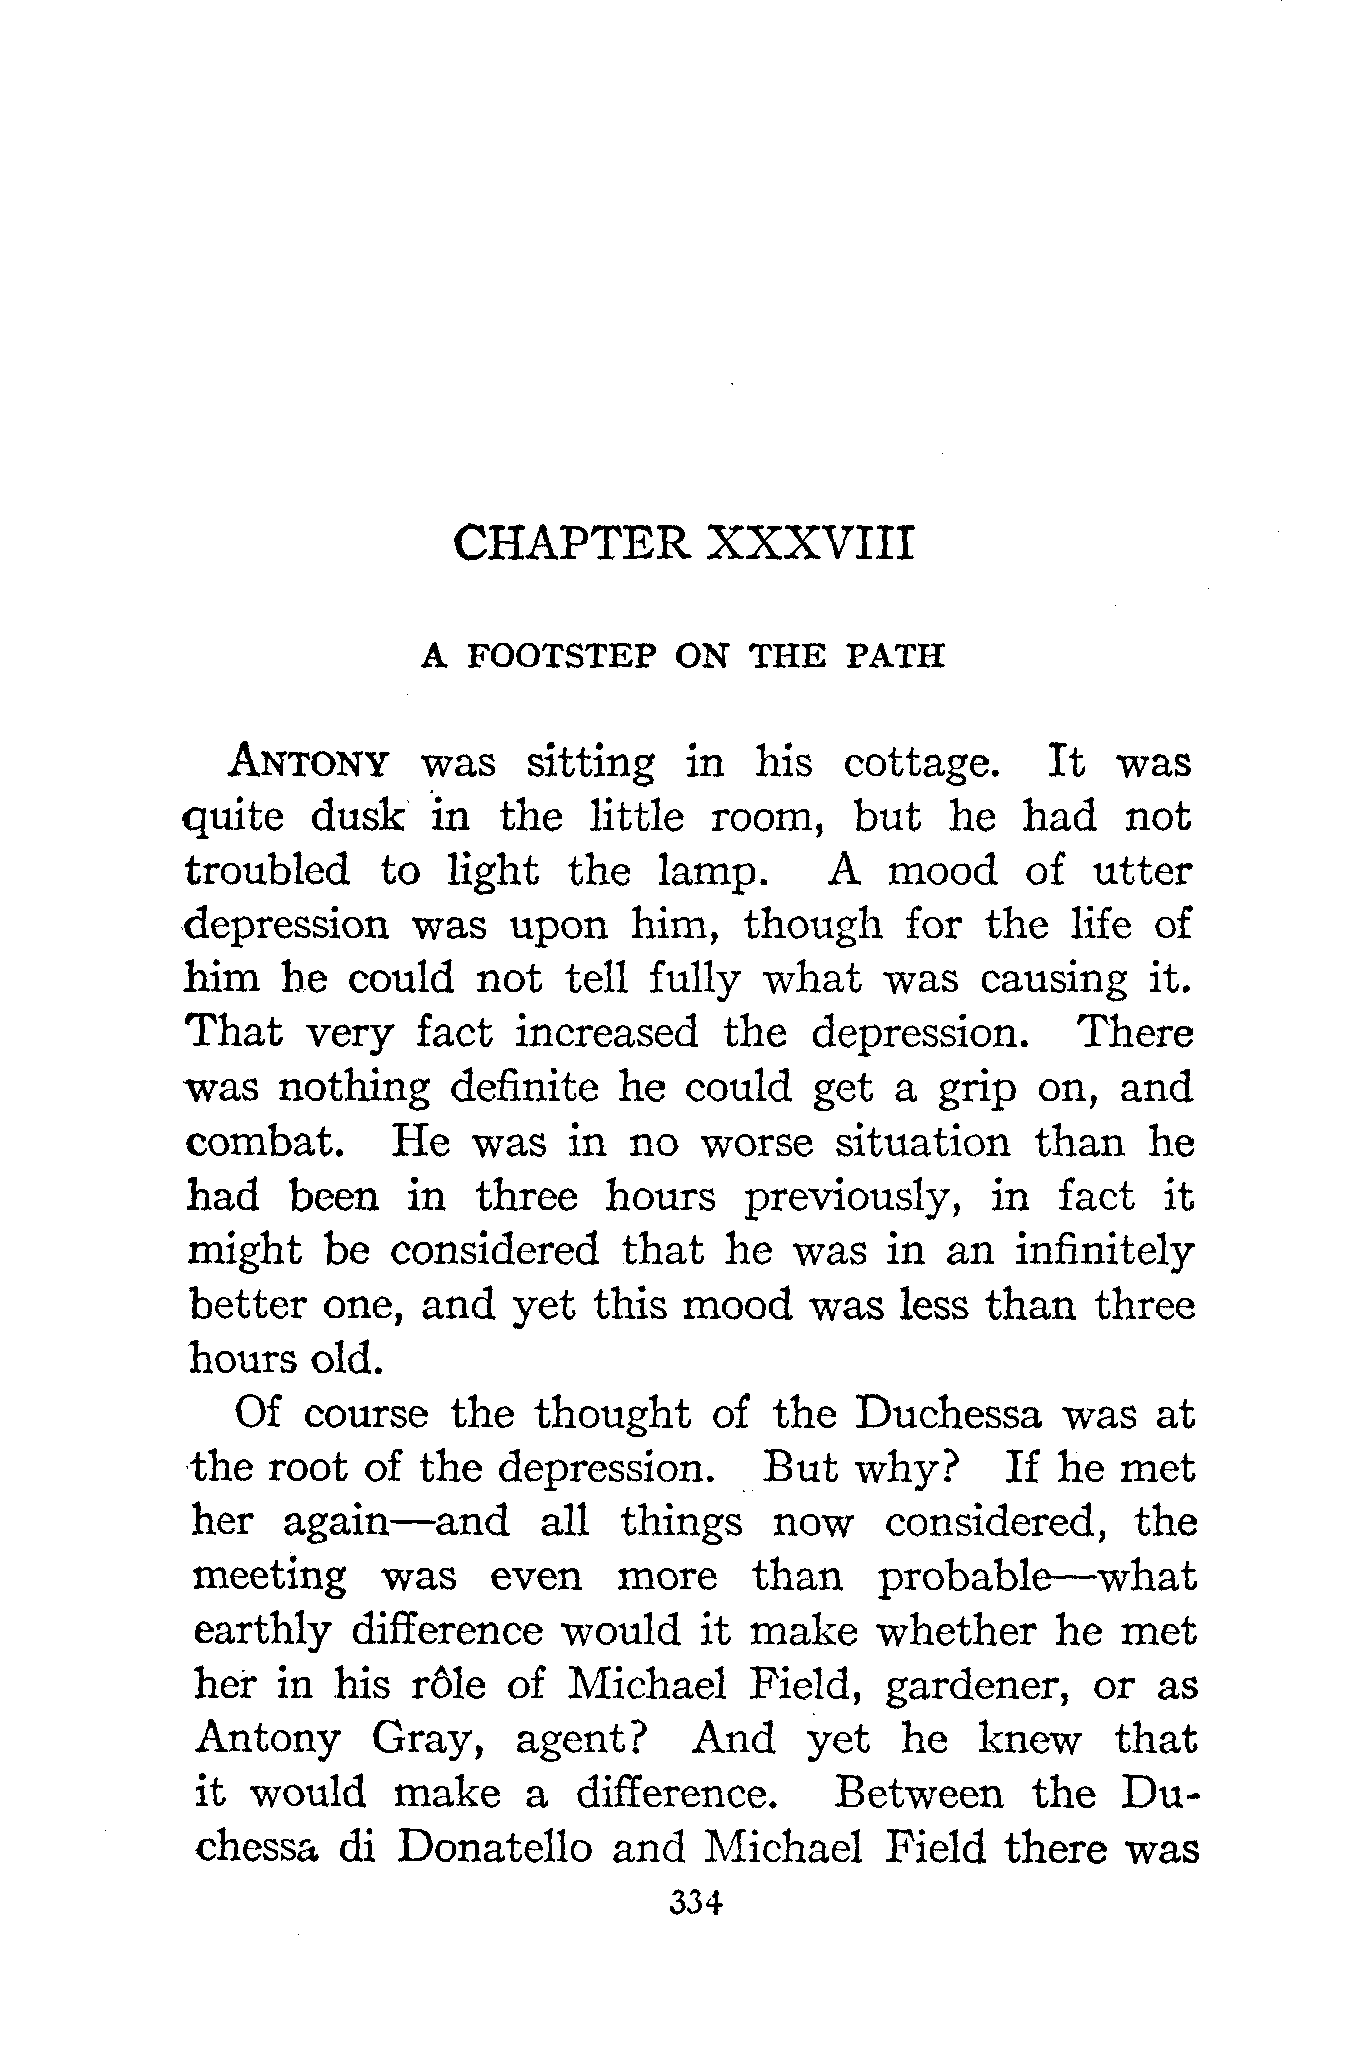 CHAPTER XXXVIII
A FOOTSTEP ON THE PATH
ANTONY was sitting in his cottage. It was
quite dusk in the little room, but he had not
troubled to light the lamp. A mood of utter
depression was upon him, though for the life of
him he could not tell fully what was causing it.
That very fact increased the depression. There
was nothing definite he could get a grip on, and
combat. He was in no worse situation than he
had been in three hours previously, in fact it
might be considered that he was in an infinitely
better one, and yet this mood was less than three
hours old.
Of course the thought of the Duchessa was at
the root of the depression. But why? If he met
her again—and all things now considered, the
meeting was even more than probable—what
earthly difference would it make whether he met
her in his rôle of Michael Field, gardener, or as
Antony Gray, agent? And yet he knew that
it would make a difference. Between the Du-
chessa di Donatello and Michael Field there was
334